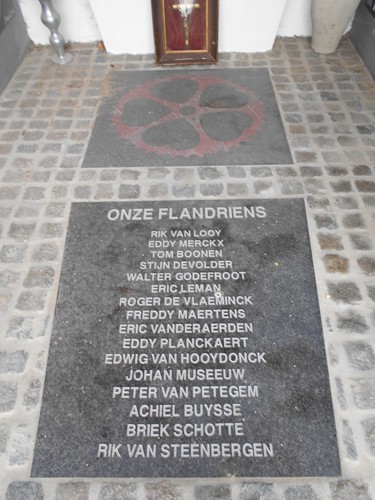 ONZE FLANDRIENS
RIK VAN LOOY
EDDY MERCKX
TOM BOONEN
STIJN DEVOLDER
WALTER GODEFROOT
ERIC LEMAN
ROGER DE VLAEMINCK
FREDDY MAERTENS
ERIC VANDERAERDEN
EDDY PLANCKAERT
EDWIG VAN HOOYDONCK
JOHAN MUSEEUW
PETER VAN PETEGEM
ACHIEL BUYSSE
BRIEK SCHOTTE
RIK VAN STEENBERGEN